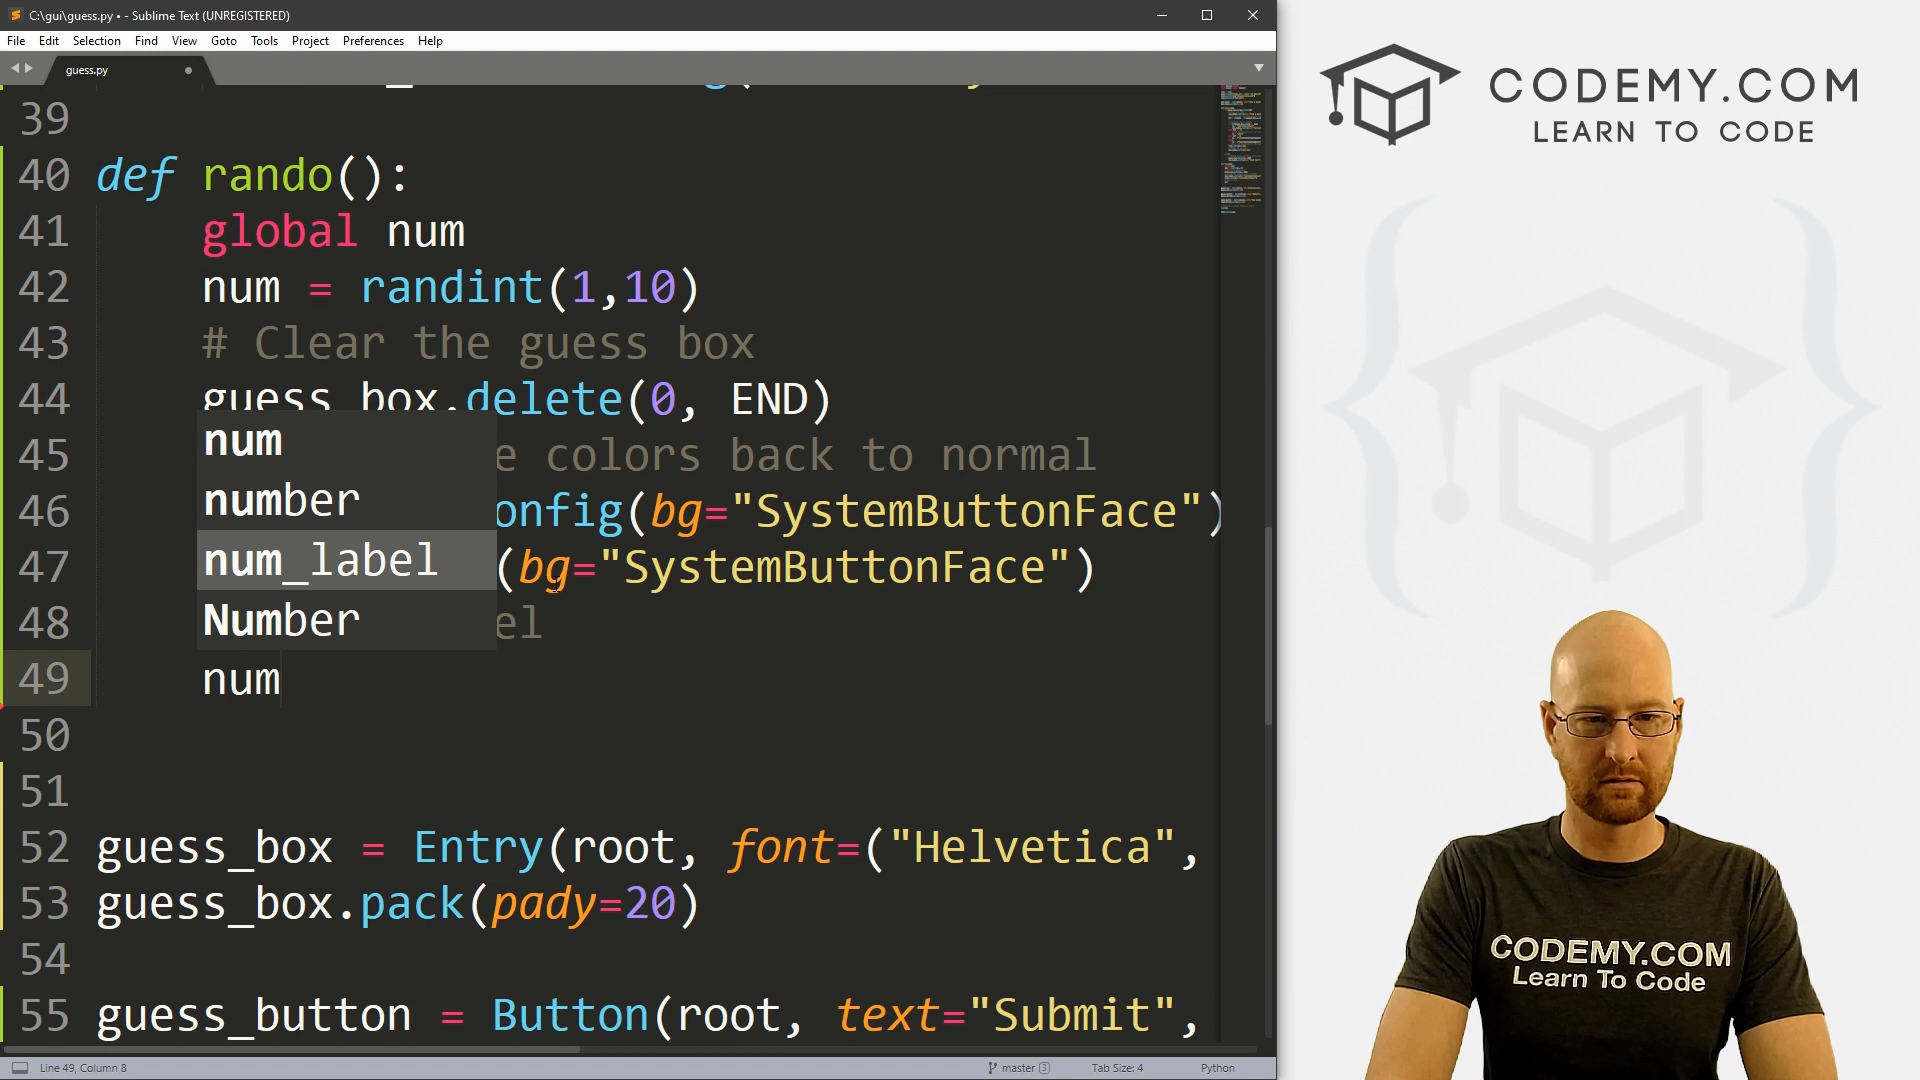 C:\gui\guess.py • - Sublime Text (UNREGISTERED)
File Edit Selection Find View Goto Tools Project Preferences Help
guess.py
39
40 def rando():
41 global num
42 num = randint(1,10)
43 # Clear the guess box
44 guess_box.delete(0, END)
45 e colors back to normal
46 onfig(bg="SystemButtonFace")
47 (bg="SystemButtonFace")
48 el
49 num
50
51
52 guess_box = Entry(root, font=("Helvetica",
53 guess_box.pack(pady=20)
54
55 guess_button = Button(root, text="Submit",
num
number
num_label
Number
Line 49, Column 8
master 3
Tab Size: 4
Python
CODEMY.COM
LEARN TO CODE
CODEMY.COM
Learn To Code